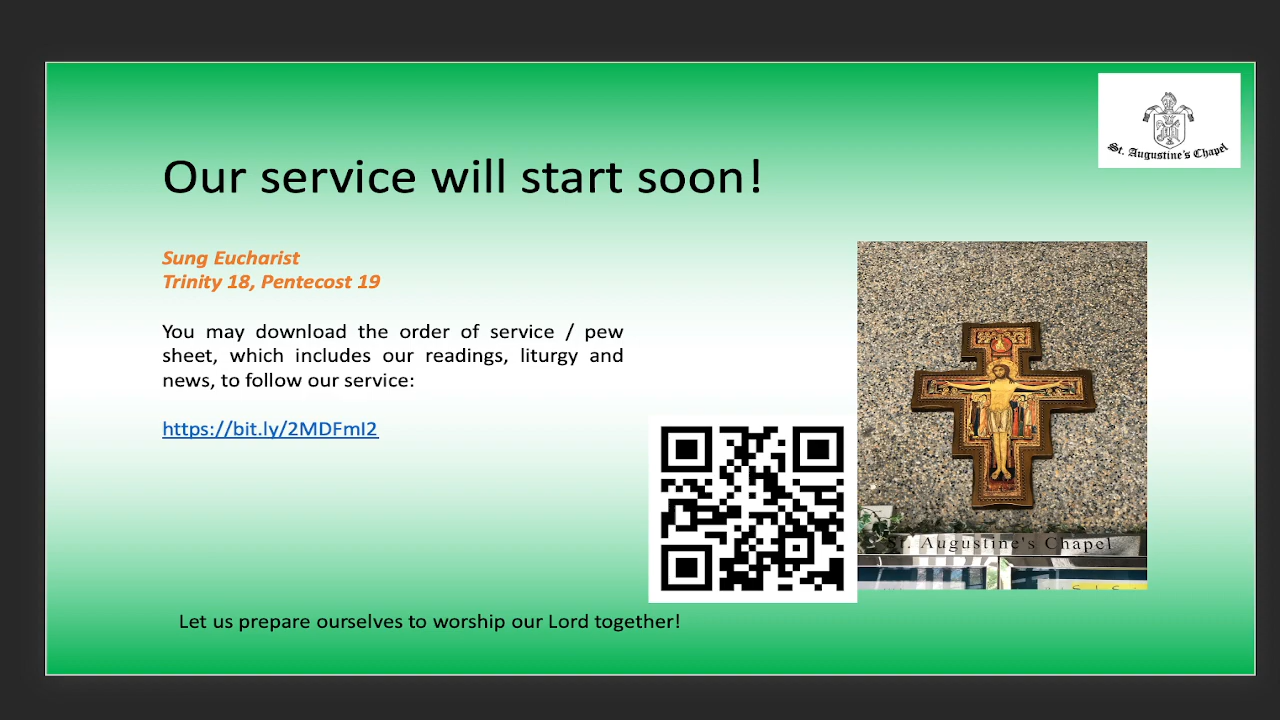 St. Augustine's Chapel
Our service will start soon!
Sung Eucharist
Trinity 18, Pentecost 19
You may download the order of service / pew
sheet, which includes our readings, liturgy and
news, to follow our service:
https://bit.ly/2MDFmI2
St. Augustine's Chapel
Let us prepare ourselves to worship our Lord together!